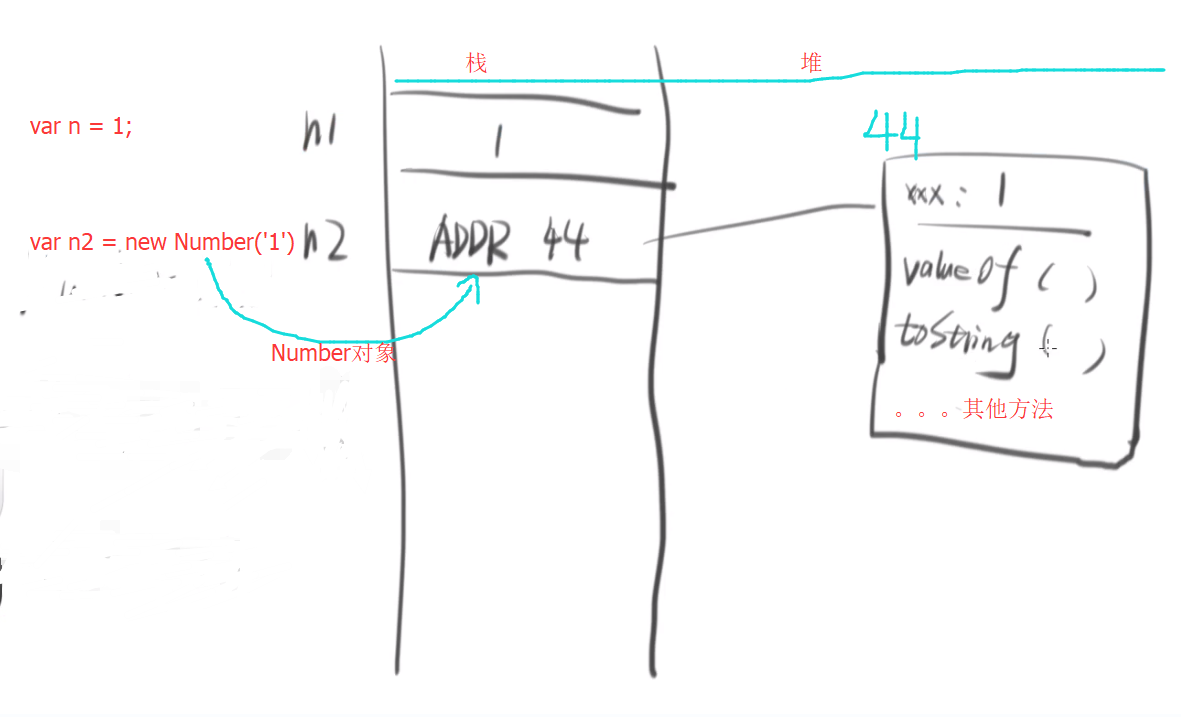 栈 堆
44
var n = 1; n1 1
xxx: 1
var n2 = new Number('1') n2 ADDR 44
valueOf ( )
toString ( )
Number对象
。。。其他方法